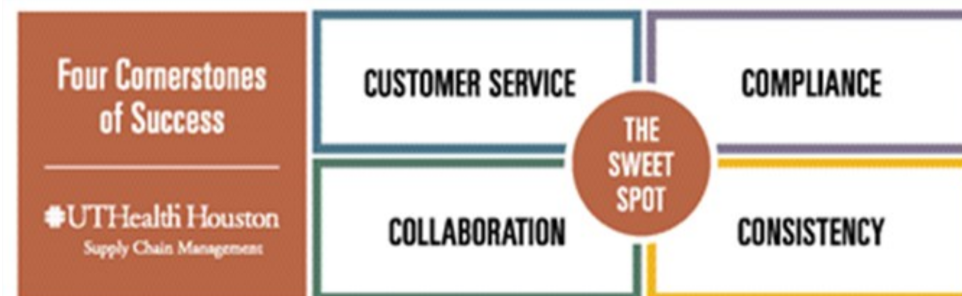 Four Cornerstones
of Success
UTHealth Houston
Supply Chain Management
CUSTOMER SERVICE
COMPLIANCE
THE
SWEET
SPOT
COLLABORATION
CONSISTENCY